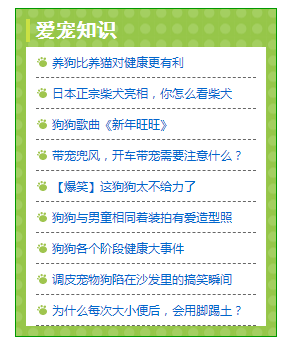 爱宠知识
养狗比养猫对健康更有利
日本正宗柴犬亮相，你怎么看柴犬
狗狗歌曲《新年旺旺》
带宠兜风，开车带宠需要注意什么？
【爆笑】这狗狗太不给力了
狗狗与男童相同着装拍有爱造型照
狗狗各个阶段健康大事件
调皮宠物狗陷在沙发里的搞笑瞬间
为什么每次大小便后，会用脚踢土？